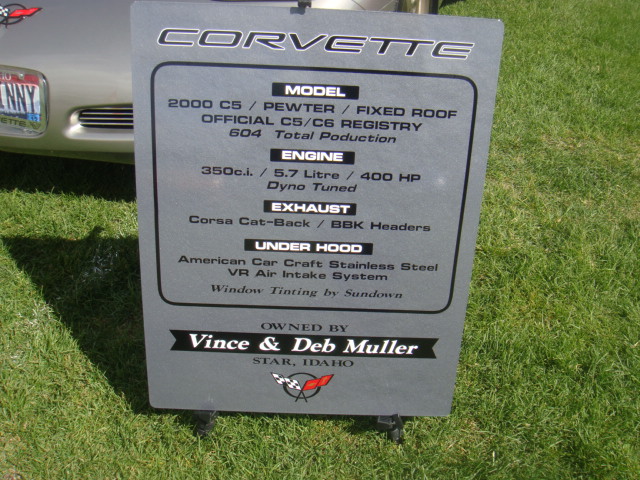 CORVETTE
MODEL
2000 C5 / PEWTER / FIXED ROOF
OFFICIAL C5/C6 REGISTRY
604 Total Poduction
ENGINE
350c.i. / 5.7 Litre / 400 HP
Dyno Tuned
EXHAUST
Corsa Cat-Back / BBK Headers
UNDER HOOD
American Car Craft Stainless Steel
VR Air Intake System
Window Tinting by Sundown
OWNED BY
Vince & Deb Muller
STAR, IDAHO
NNY